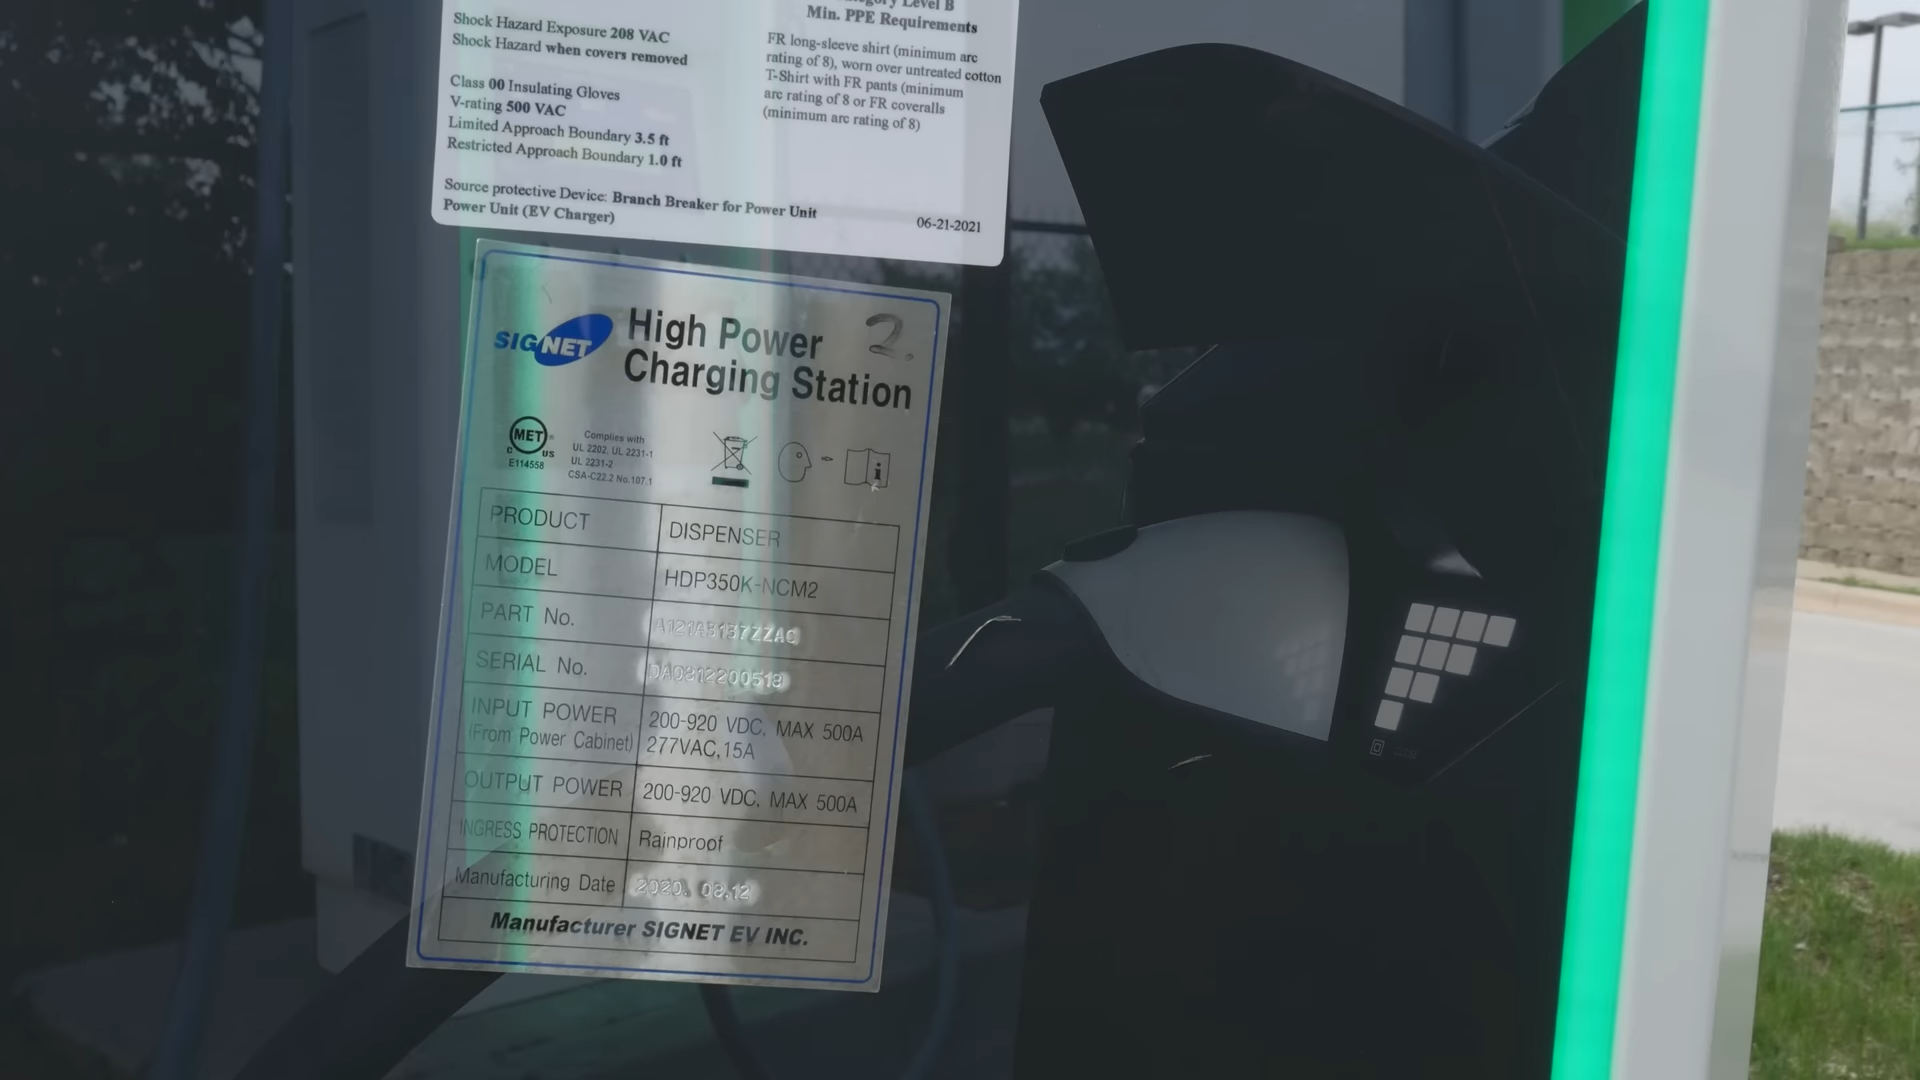 Level B
Min. PPE Requirements
Shock Hazard Exposure 208 VAC
Shock Hazard when covers removed
Class 00 Insulating Gloves
V-rating 500 VAC
Limited Approach Boundary 3.5 ft
Restricted Approach Boundary 1.0 ft
FR long-sleeve shirt (minimum arc
rating of 8), worn over untreated cotton
T-Shirt with FR pants (minimum
arc rating of 8 or FR coveralls
(minimum arc rating of 8)
Source protective Device: Branch Breaker for Power Unit
Power Unit (EV Charger)
06-21-2021
SIGNET
High Power
Charging Station
2.
MET
C US
E114558
Complies with
UL 2202, UL 2231-1
UL 2231-2
CSA-C22.2 No.107.1
PRODUCT DISPENSER
MODEL HDP350K-NCM2
PART No.
SERIAL No. DA0812200518
INPUT POWER 200-920 VDC, MAX 500A
(From Power Cabinet) 277VAC,15A
OUTPUT POWER 200-920 VDC, MAX 500A
INGRESS PROTECTION Rainproof
Manufacturing Date 2020. 08.12
Manufacturer SIGNET EV INC.